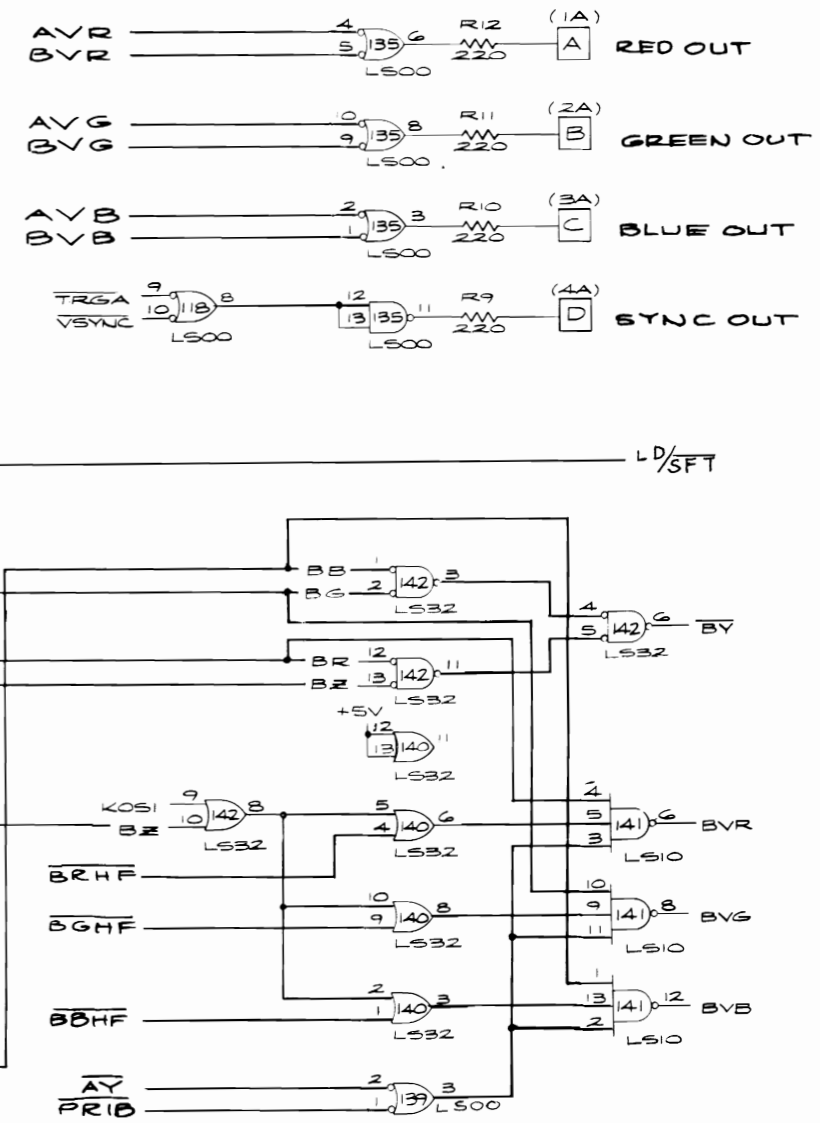 AVR 4 6 R12 (1A)
BVR 5 135 220 A RED OUT
LS00
AVG 10 8 R11 (2A)
BVG 9 135 220 B GREEN OUT
LS00
AVB 2 3 R10 (3A)
BVB 1 135 220 C BLUE OUT
LS00
TRGA 9 8 12 11 R9 (4A)
VSYNC 10 118 13 135 220 D SYNC OUT
LS00 LS00
LD/SFT
BB 1 3
BG 2 142
LS32
4 6
5 142 BY
LS32
BR 12 11
BZ 13 142
LS32
+5V
12 11
13 140
LS32
KOSI 9 8
BZ 10 142
LS32
5 6
4 140
LS32
BRHF
4
5 141 6 BVR
3
LS10
10 8
9 140
LS32
BGHF
10
9 141 8 BVG
11
LS10
2 3
1 140
LS32
BBHF
1
13 141 12 BVB
2
LS10
AY 2 3
PRIB 1 139 LS00